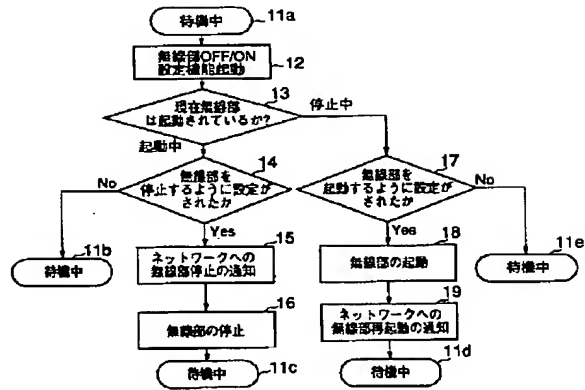 待機中 11a
無線部OFF/ON
設定機能起動
12
13
現在無線部
は起動されているか?
停止中
起動中
14
無線部を
停止するように設定が
されたか
No
Yes
17
無線部を
起動するように設定が
されたか
No
Yes
11b
待機中
15
ネットワークへの
無線部停止の通知
18
無線部の起動
11e
待機中
16
無線部の停止
19
ネットワークへの
無線部再起動の通知
待機中 11c
待機中 11d